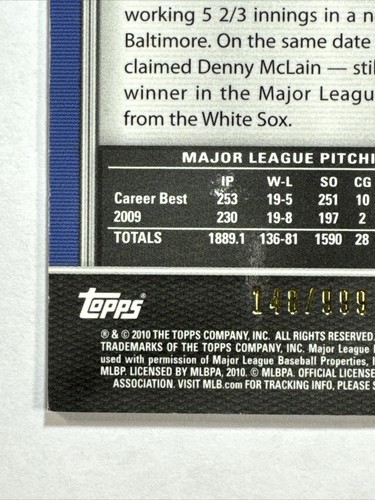 working 5 2/3 innings in a
Baltimore. On the same date
claimed Denny McLain — 
winner in the Major
from the White Sox.
MAJOR LEAGUE
IP W-L SO CG
Career Best 253 19-5 251 10
2009 230 19-8 197 2
TOTALS 1889.1 136-81 1590 28
topps 148/999
® & © 2010 THE TOPPS COMPANY, INC. ALL RIGHTS RESERVED.
TRADEMARKS OF THE TOPPS COMPANY, INC. Major League
used with permission of Major League Baseball Properties,
MLBP. LICENSED BY MLBPA, 2010. © MLBPA. OFFICIAL
ASSOCIATION. VISIT MLB.com FOR TRACKING INFO. PLEASE